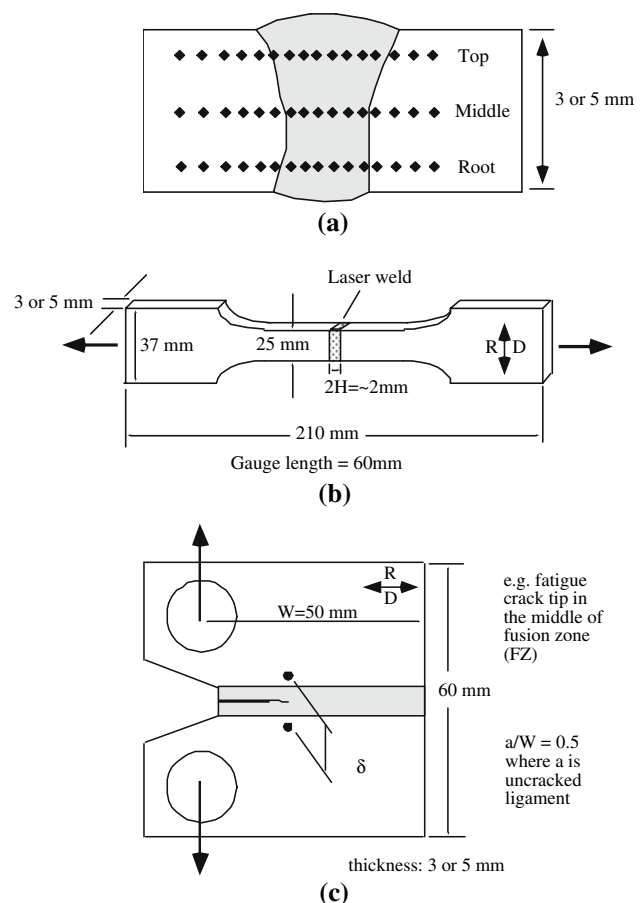 Top
Middle
Root
3 or 5 mm
(a)
Laser weld
3 or 5 mm
37 mm
25 mm
R D
2H=~2mm
210 mm
Gauge length = 60mm
(b)
R
D
W=50 mm
e.g. fatigue
crack tip in
the middle of
fusion zone
(FZ)
60 mm
δ
a/W = 0.5
where a is
uncracked
ligament
thickness: 3 or 5 mm
(c)